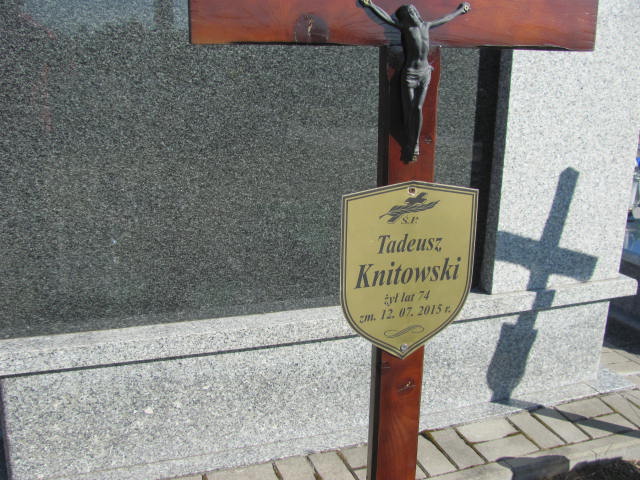 Ś.P.
Tadeusz
Knitowski
żył lat 74
zm. 12. 07. 2015 r.